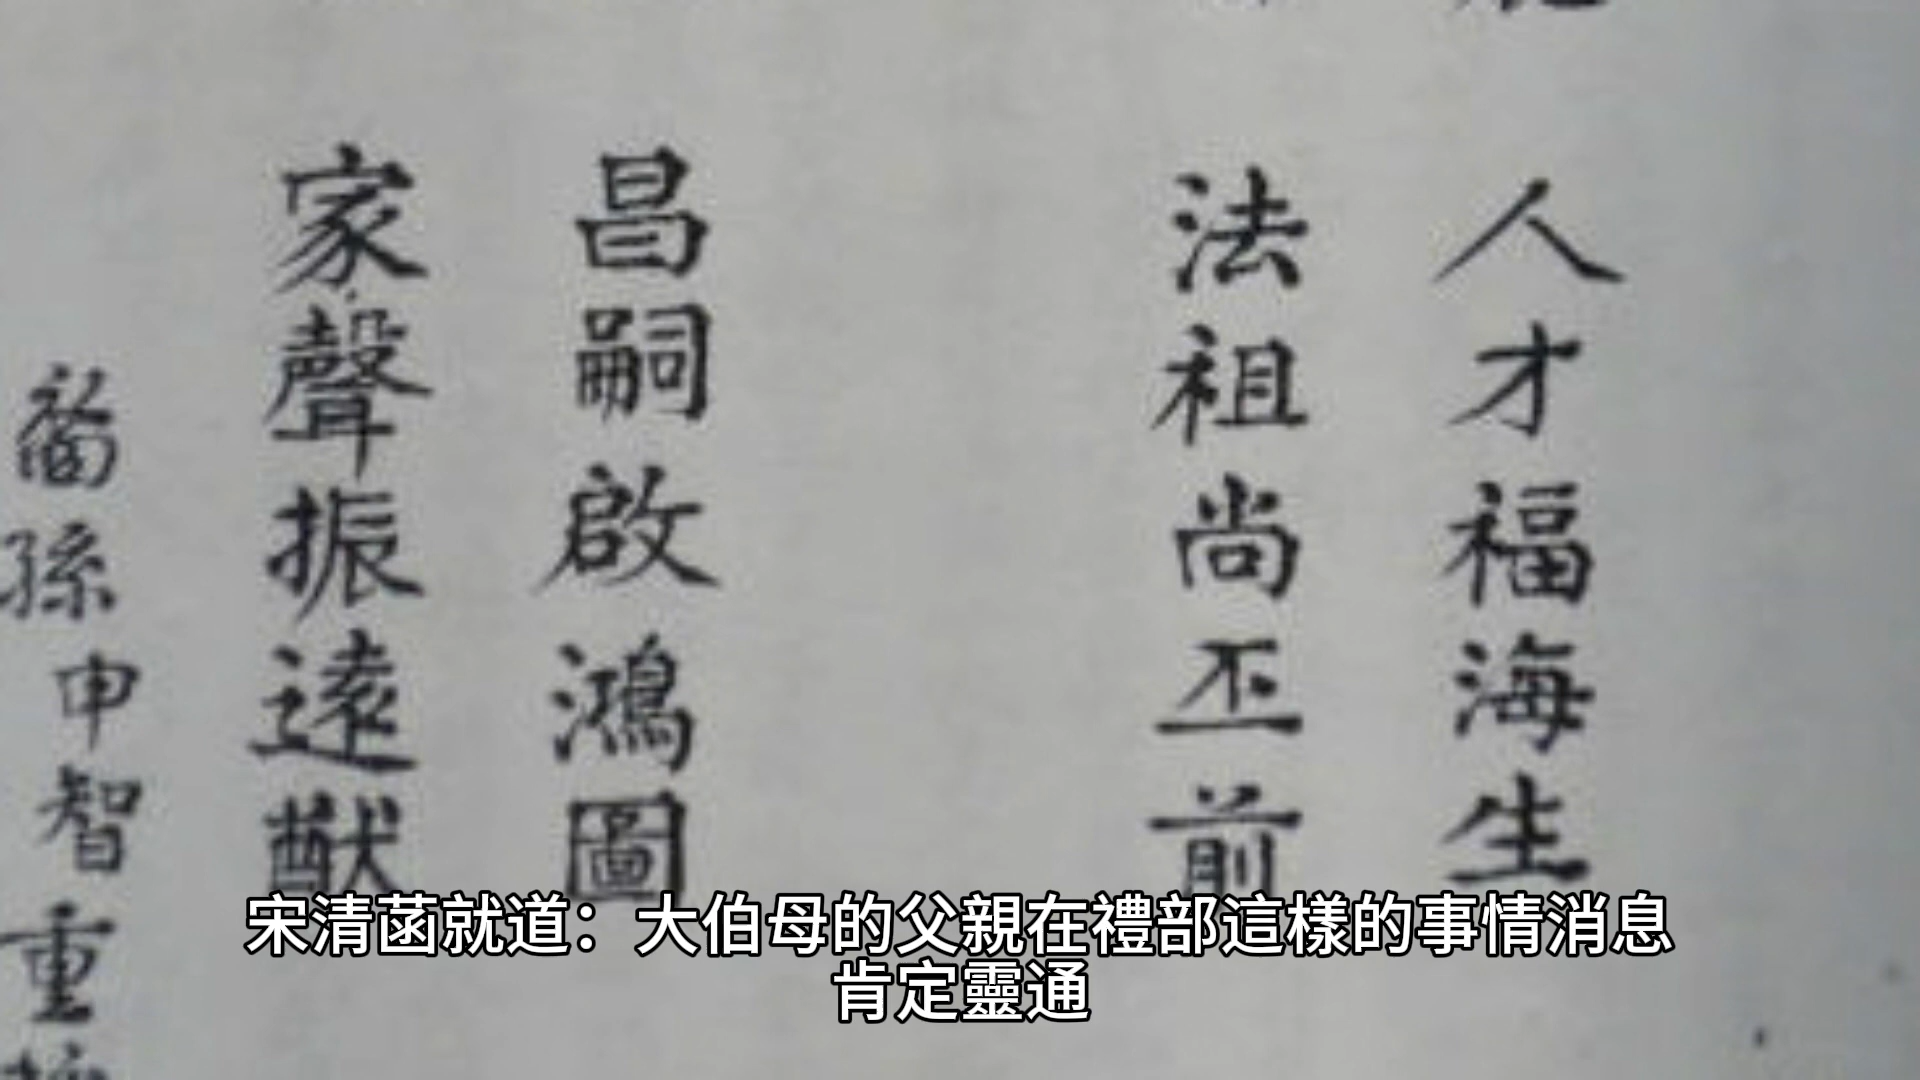 人才福海生
法祖尚丕前
昌嗣啟鴻圖
家聲振遠猷
裔孫申智重
宋清菡就道：大伯母的父親在禮部這樣的事情消息
肯定靈通